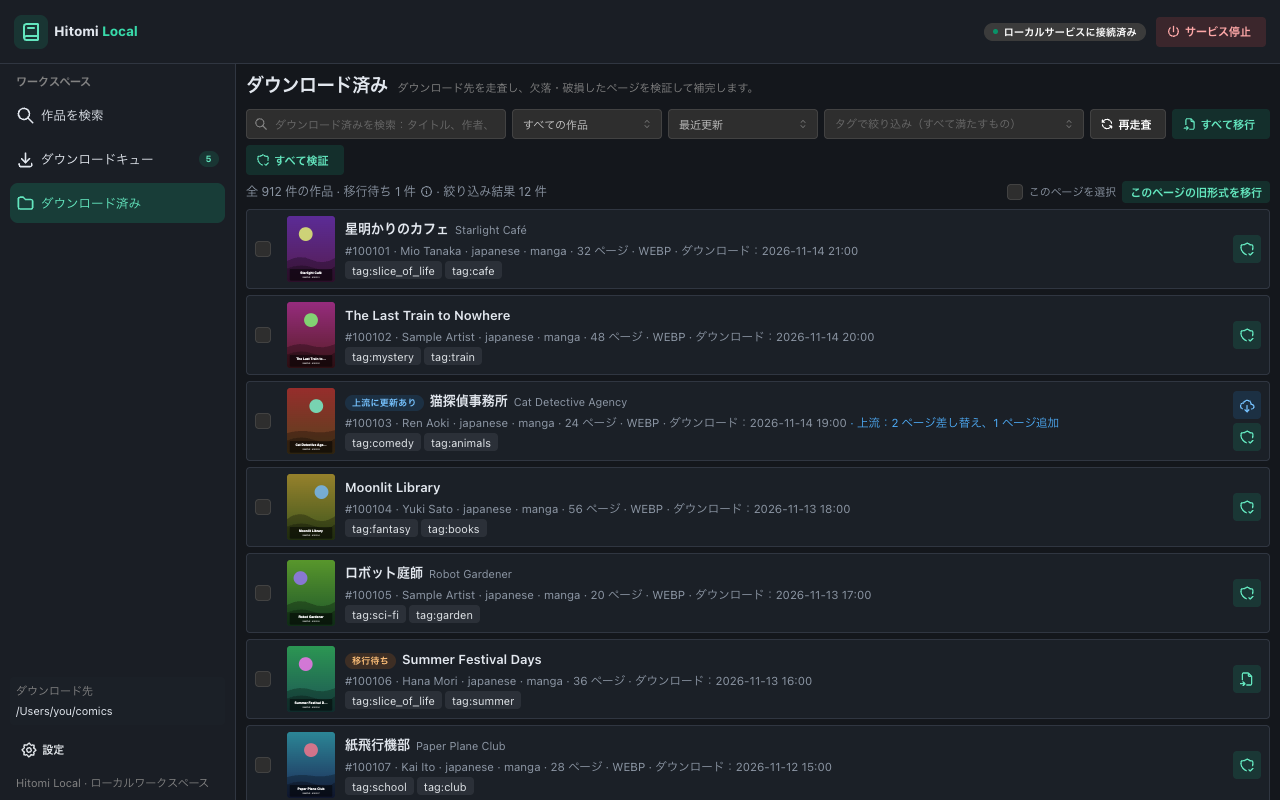 Hitomi Local
ローカルサービスに接続済み
サービス停止
ワークスペース
作品を検索
ダウンロードキュー 5
ダウンロード済み
ダウンロード先
/Users/you/comics
設定
Hitomi Local · ローカルワークスペース
ダウンロード済み ダウンロード先を走査し、欠落・破損したページを検証して補完します。
ダウンロード済みを検索：タイトル、作者、
すべての作品
最近更新
タグで絞り込み（すべて満たすもの）
再走査
すべて移行
すべて検証
全 912 件の作品 · 移行待ち 1 件 · 絞り込み結果 12 件
このページを選択
このページの旧形式を移行
星明かりのカフェ Starlight Café
#100101 · Mio Tanaka · japanese · manga · 32 ページ · WEBP · ダウンロード：2026-11-14 21:00
tag:slice_of_life tag:cafe
Starlight Café
The Last Train to Nowhere
#100102 · Sample Artist · japanese · manga · 48 ページ · WEBP · ダウンロード：2026-11-14 20:00
tag:mystery tag:train
The Last Train to...
上流に更新あり 猫探偵事務所 Cat Detective Agency
#100103 · Ren Aoki · japanese · manga · 24 ページ · WEBP · ダウンロード：2026-11-14 19:00 · 上流：2 ページ差し替え、1 ページ追加
tag:comedy tag:animals
Cat Detective Age...
Moonlit Library
#100104 · Yuki Sato · japanese · manga · 56 ページ · WEBP · ダウンロード：2026-11-13 18:00
tag:fantasy tag:books
Moonlit Library
ロボット庭師 Robot Gardener
#100105 · Sample Artist · japanese · manga · 20 ページ · WEBP · ダウンロード：2026-11-13 17:00
tag:sci-fi tag:garden
Robot Gardener
移行待ち Summer Festival Days
#100106 · Hana Mori · japanese · manga · 36 ページ · ダウンロード：2026-11-13 16:00
tag:slice_of_life tag:summer
Summer Festival D...
紙飛行機部 Paper Plane Club
#100107 · Kai Ito · japanese · manga · 28 ページ · WEBP · ダウンロード：2026-11-12 15:00
tag:school tag:club
Paper Plane Club